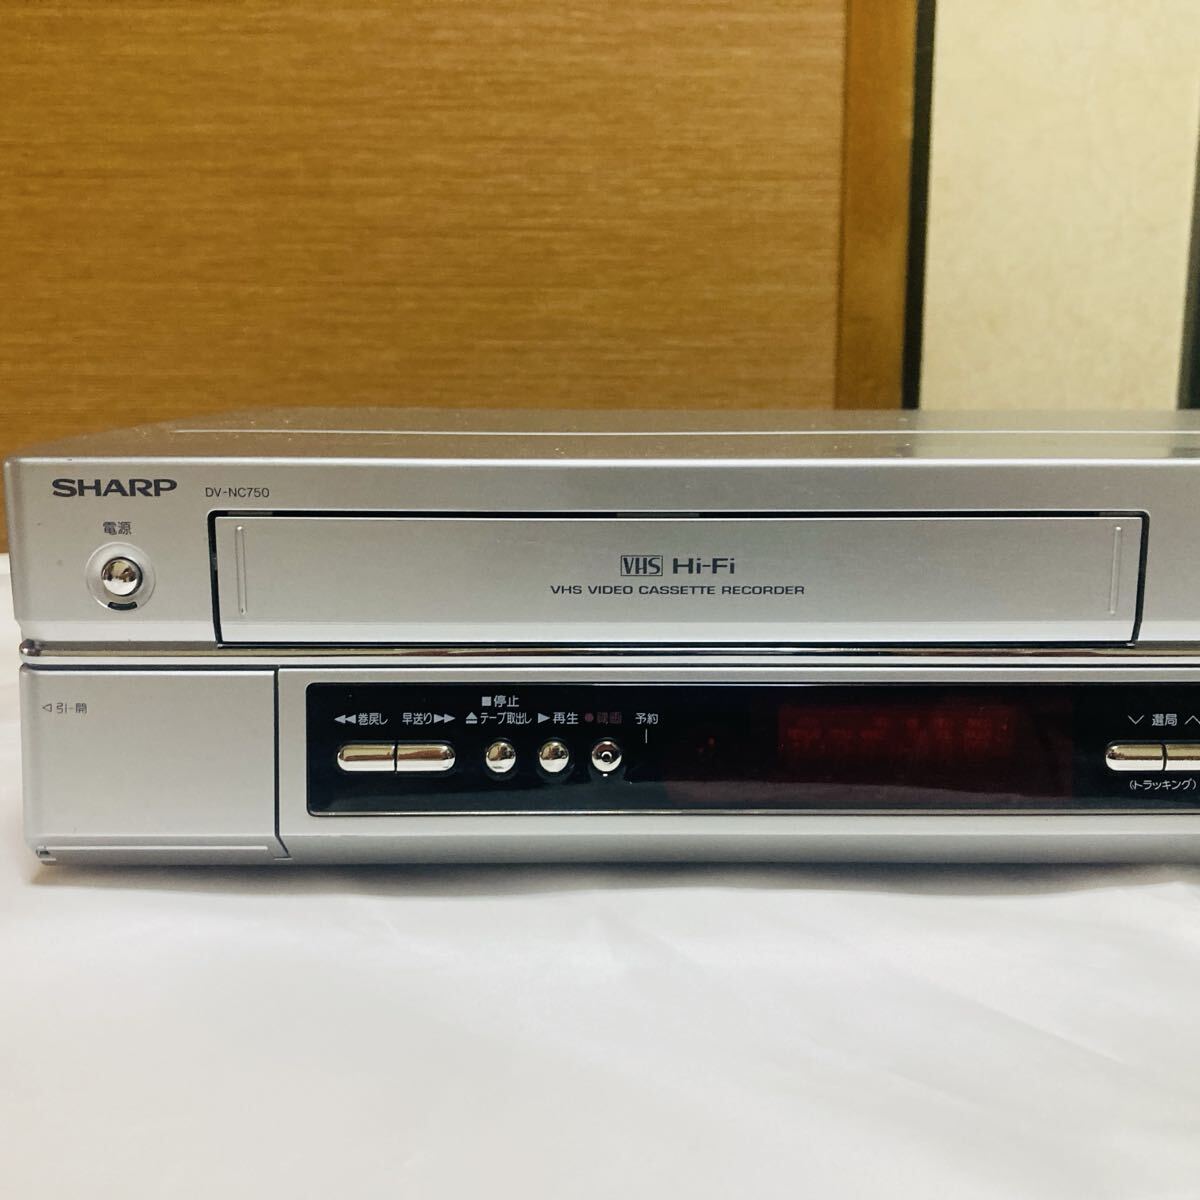 SHARP DV-NC750
電源
VHS Hi-Fi
VHS VIDEO CASSETTE RECORDER
◁引-開
■停止
◀◀巻戻し 早送り▶▶ ⏏テープ取出し ▶再生 ●録画 予約
∨ 選局 ∧
(トラッキング)